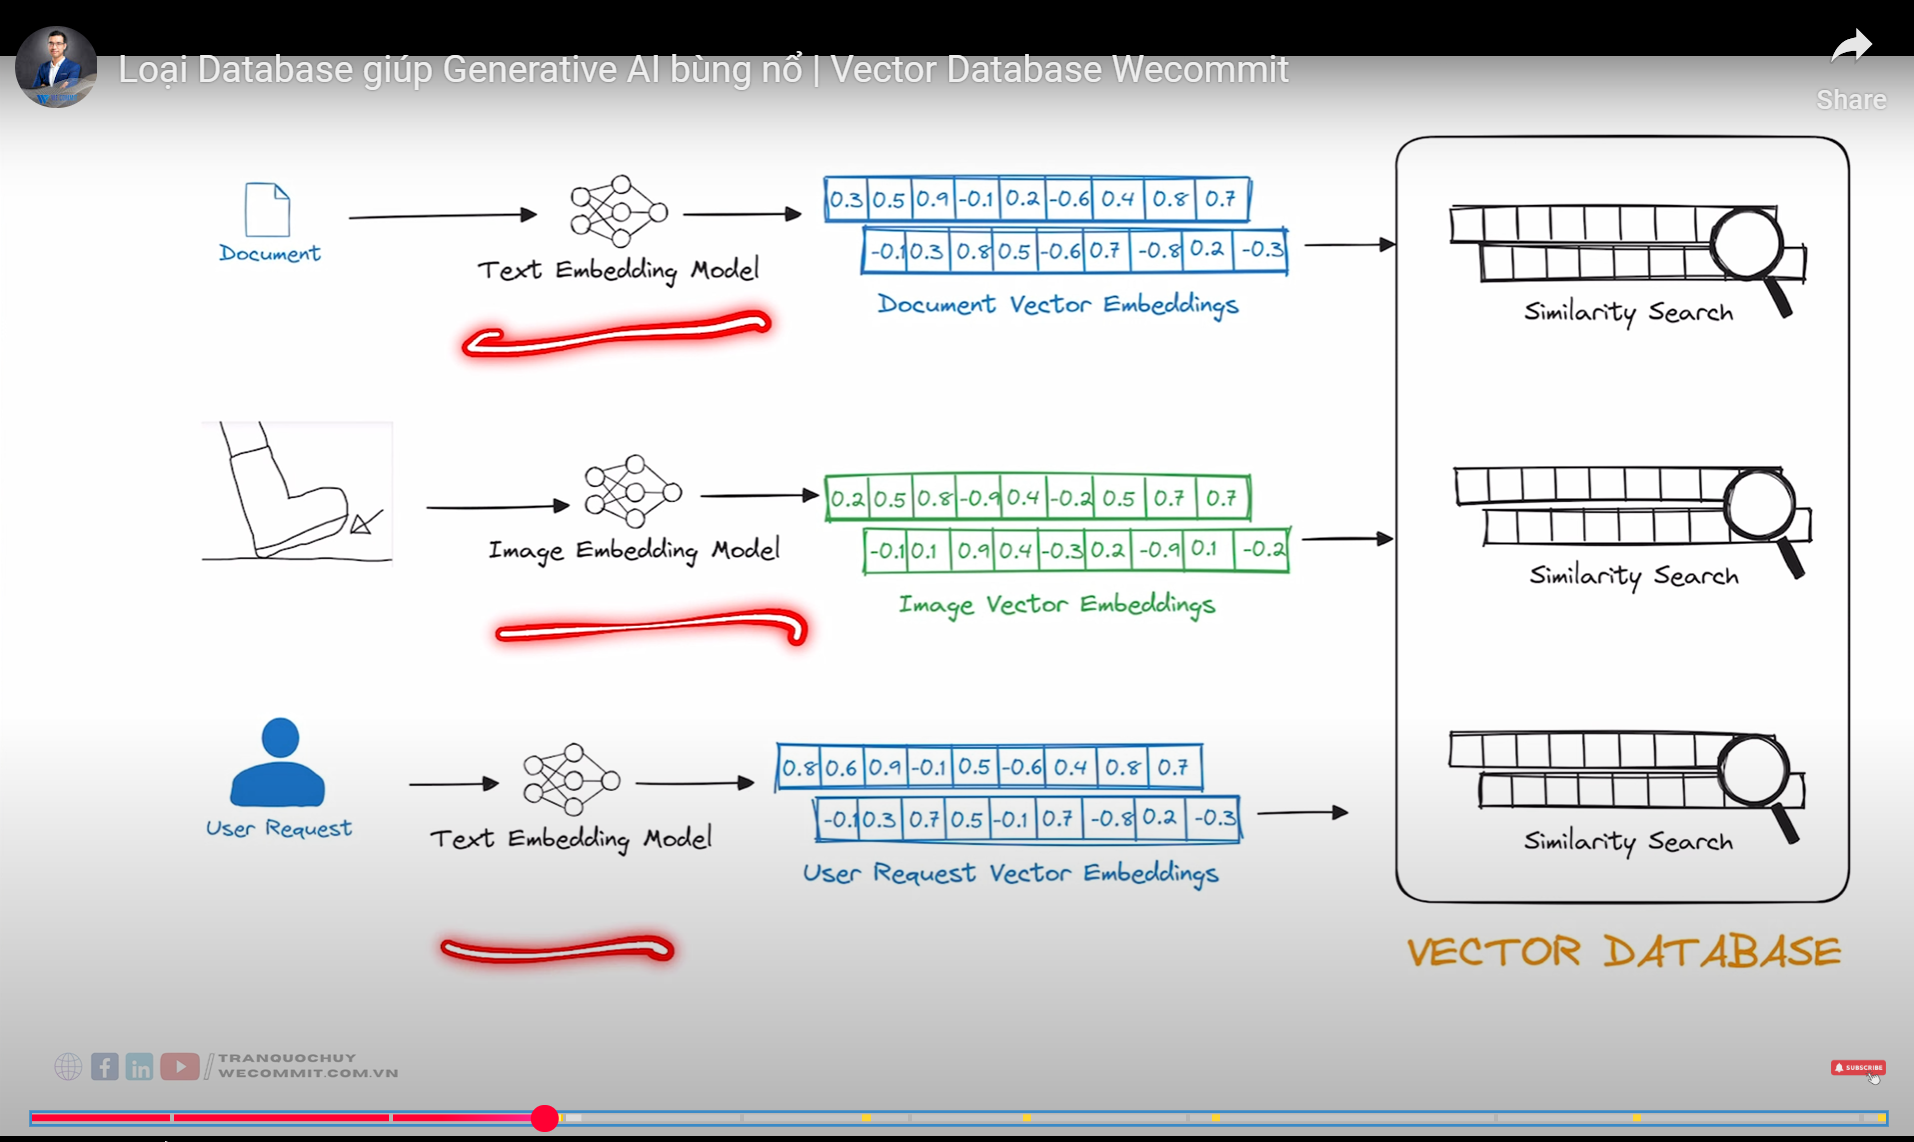 Loại Database giúp Generative AI bùng nổ | Vector Database Wecommit
Share
Document
Text Embedding Model
0.3 0.5 0.9 -0.1 0.2 -0.6 0.4 0.8 0.7
-0.1 0.3 0.8 0.5 -0.6 0.7 -0.8 0.2 -0.3
Document Vector Embeddings
Similarity Search
Image Embedding Model
0.2 0.5 0.8 -0.9 0.4 -0.2 0.5 0.7 0.7
-0.1 0.1 0.9 0.4 -0.3 0.2 -0.9 0.1 -0.2
Image Vector Embeddings
Similarity Search
User Request
Text Embedding Model
0.8 0.6 0.9 -0.1 0.5 -0.6 0.4 0.8 0.7
-0.1 0.3 0.7 0.5 -0.1 0.7 -0.8 0.2 -0.3
User Request Vector Embeddings
Similarity Search
VECTOR DATABASE
TRANQUOCHUY
WECOMMIT.COM.VN
SUBSCRIBE